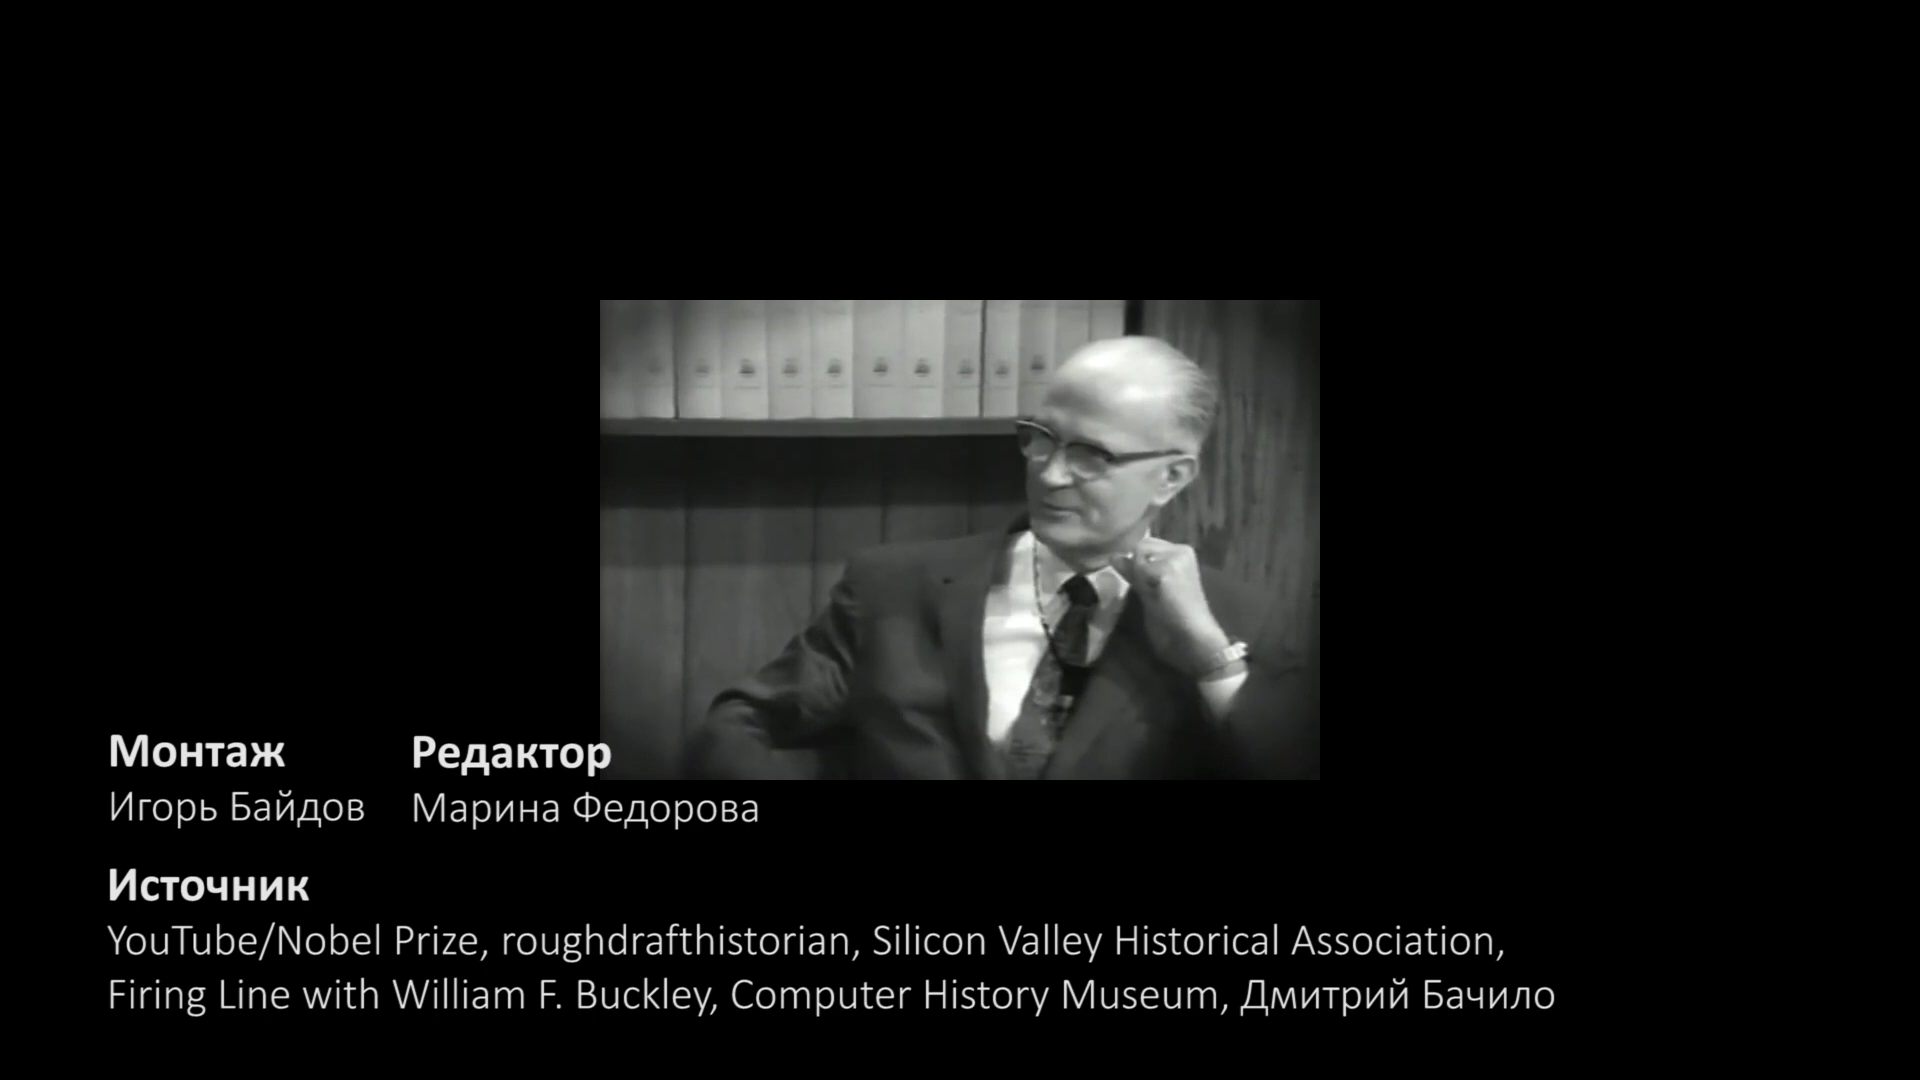 Монтаж
Игорь Байдов
Редактор
Марина Федорова
Источник
YouTube/Nobel Prize, roughdrafthistorian, Silicon Valley Historical Association,
Firing Line with William F. Buckley, Computer History Museum, Дмитрий Бачило